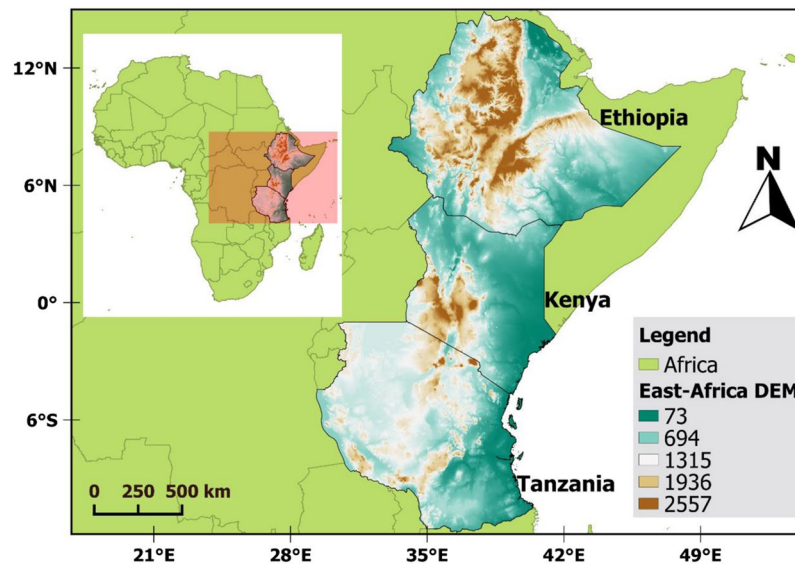 12°N
6°N
0°
6°S
21°E
28°E
35°E
42°E
49°E
Ethiopia
Kenya
Tanzania
N
0 250 500 km
Legend
Africa
East-Africa DEM
73
694
1315
1936
2557